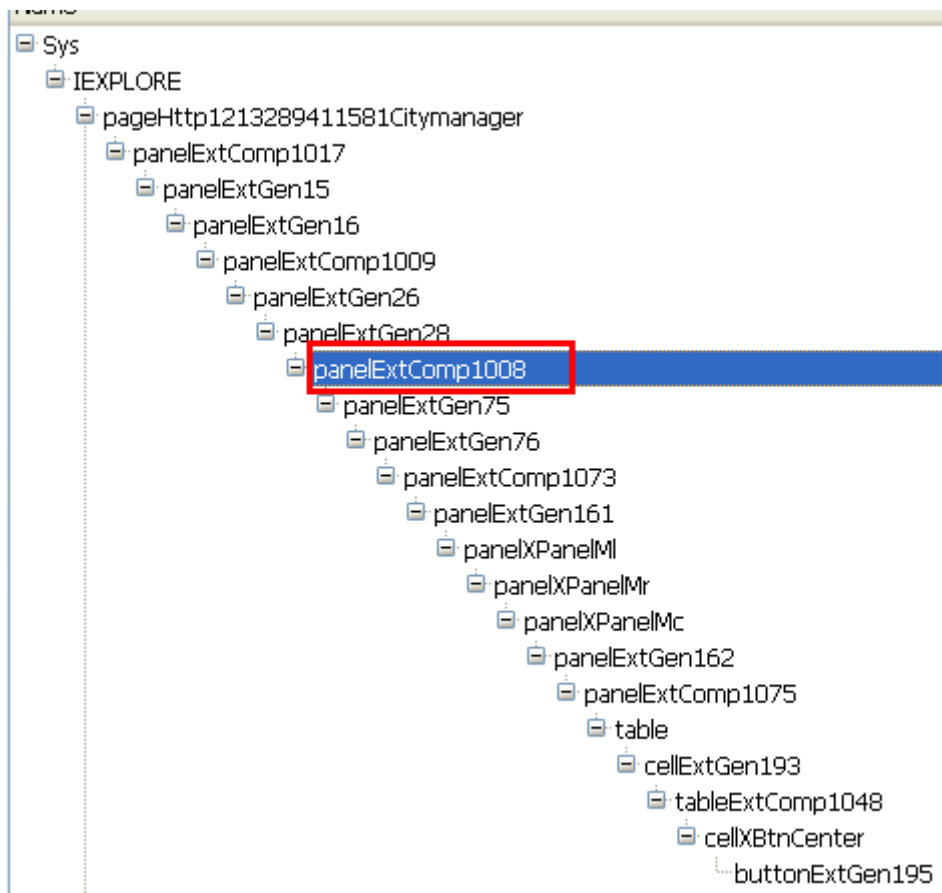 Sys
IEXPLORE
pageHttp1213289411581Citymanager
panelExtComp1017
panelExtGen15
panelExtGen16
panelExtComp1009
panelExtGen26
panelExtGen28
panelExtComp1008
panelExtGen75
panelExtGen76
panelExtComp1073
panelExtGen161
panelXPanelMl
panelXPanelMr
panelXPanelMc
panelExtGen162
panelExtComp1075
table
cellExtGen193
tableExtComp1048
cellXBtnCenter
buttonExtGen195